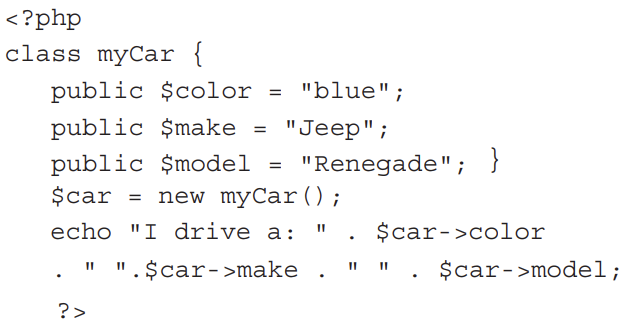 <?php
class myCar {
public $color = "blue";
public $make = "Jeep";
public $model = "Renegade"; }
$car = new myCar();
echo "I drive a: " . $car->color
. " ".$car->make . " " . $car->model;
?>